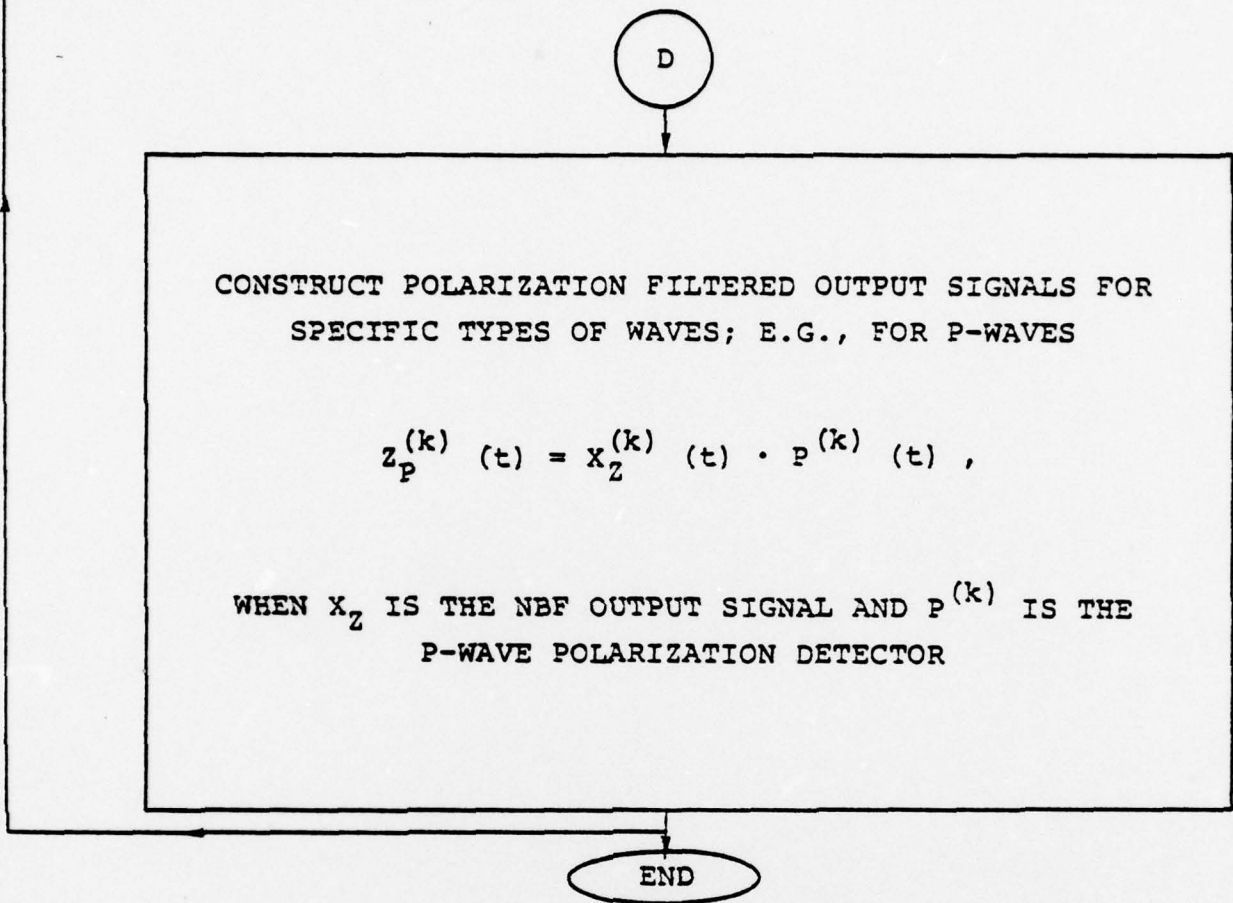 D
CONSTRUCT POLARIZATION FILTERED OUTPUT SIGNALS FOR
SPECIFIC TYPES OF WAVES; E.G., FOR P-WAVES
Z_P^(k) (t) = X_Z^(k) (t) · P^(k) (t) ,
WHEN X_Z IS THE NBF OUTPUT SIGNAL AND P^(k) IS THE
P-WAVE POLARIZATION DETECTOR
END